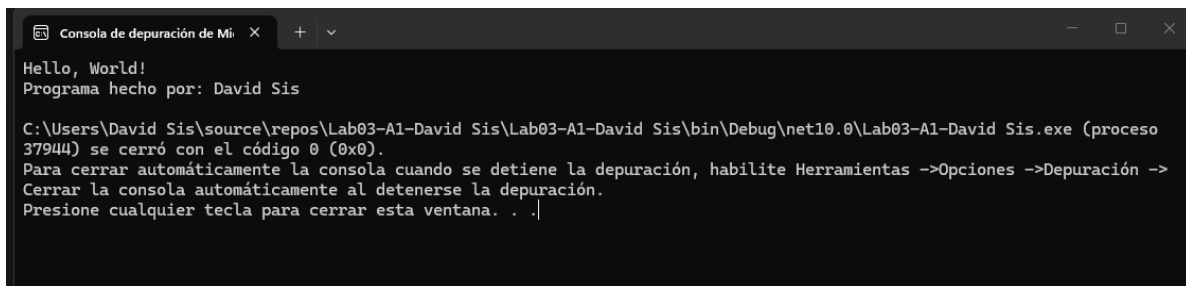 Consola de depuración de Mi
Hello, World!
Programa hecho por: David Sis
C:\Users\David Sis\source\repos\Lab03-A1-David Sis\Lab03-A1-David Sis\bin\Debug\net10.0\Lab03-A1-David Sis.exe (proceso
37944) se cerró con el código 0 (0x0).
Para cerrar automáticamente la consola cuando se detiene la depuración, habilite Herramientas ->Opciones ->Depuración ->
Cerrar la consola automáticamente al detenerse la depuración.
Presione cualquier tecla para cerrar esta ventana. . .